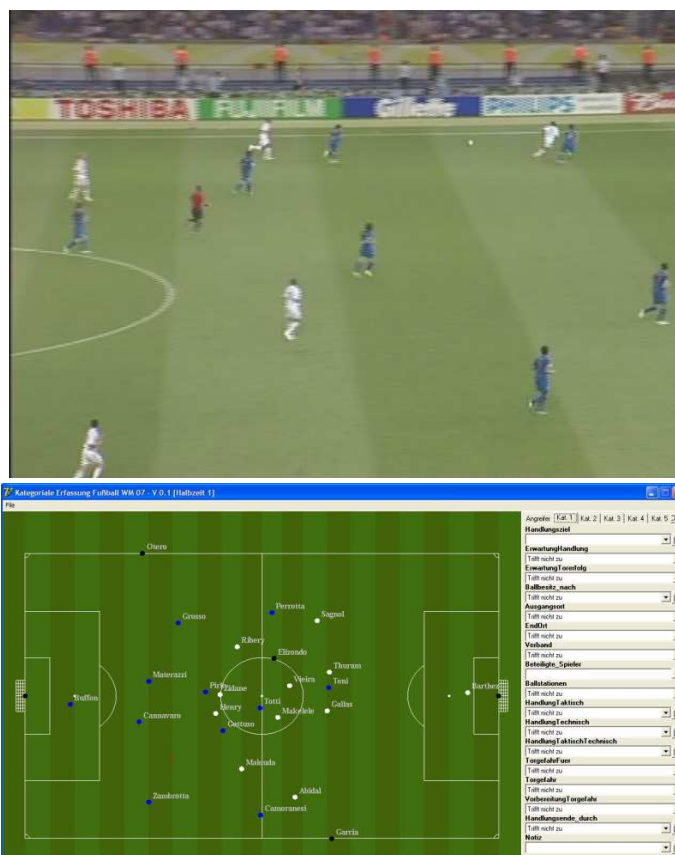 TOSHIBA FUJIFILM Gillette PHILIPS
Kategoriale Erfassung Fußball WM 07 - V 0.1 [Halbzeit 1]
File
Otero
Grosso
Perrotta
Sagnol
Ribery
Elizondo
Thuram
Materazzi
Vieira
Toni
Barthez
Pirlo
Zidane
Buffon
Totti
Henry
Makelele
Gallas
Cannavaro
Gattuso
Malouda
Zambrotta
Abidal
Camoranesi
Garcia
Angreifer Kat. 1 Kat. 2 Kat. 3 Kat. 4 Kat. 5
Handlungsziel
ErwartungHandlung
Trifft nicht zu
ErwartungTorerfolg
Trifft nicht zu
Ballbesitz_nach
Trifft nicht zu
Ausgangsort
Trifft nicht zu
EndOrt
Trifft nicht zu
Verband
Trifft nicht zu
Beteiligte_Spieler
Ballstationen
Trifft nicht zu
HandlungTaktisch
Trifft nicht zu
HandlungTechnisch
Trifft nicht zu
HandlungTaktischTechnisch
Trifft nicht zu
TorgefahrFuer
Trifft nicht zu
Torgefahr
Trifft nicht zu
VorbereitungTorgefahr
Trifft nicht zu
Handlungsende_durch
Trifft nicht zu
Notiz